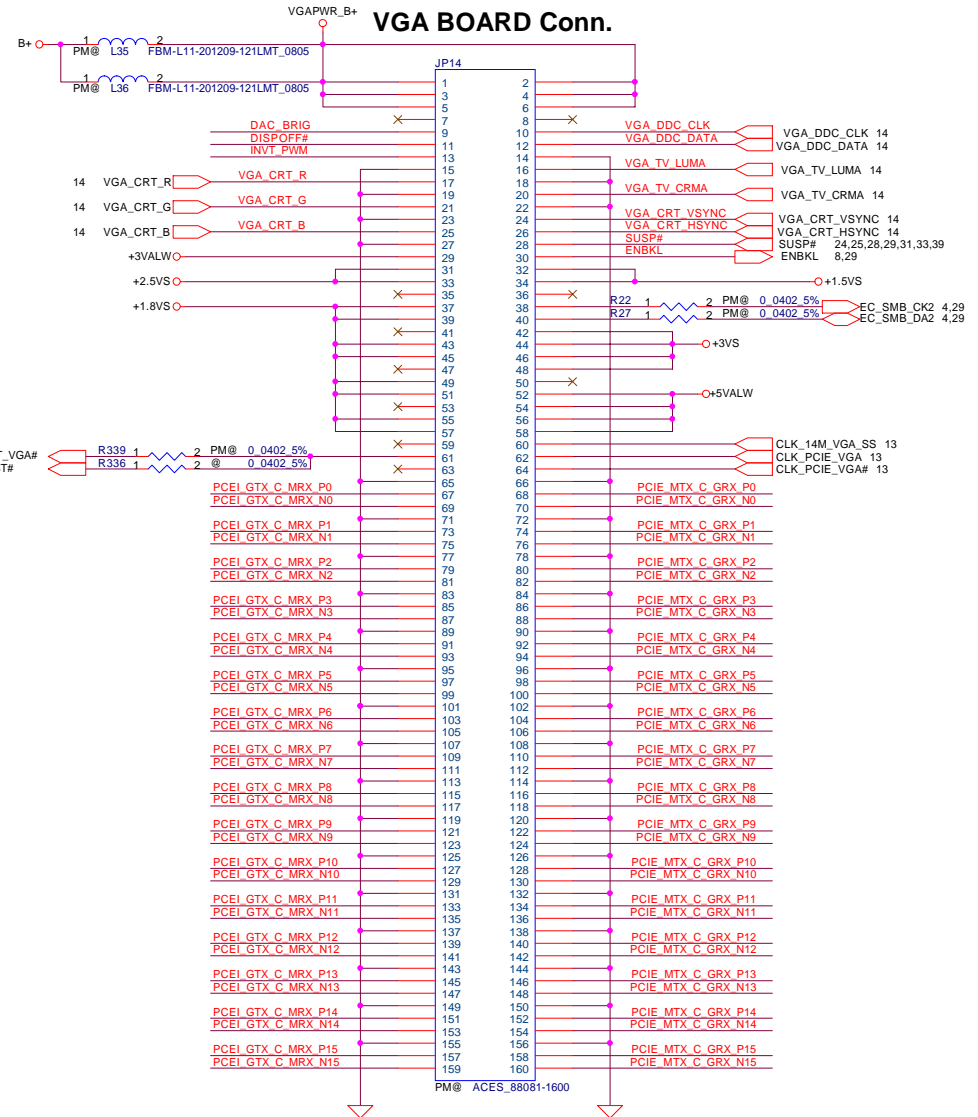 VGA BOARD Conn.
VGAPWR_B+
B+
1 2
PM@ L35 FBM-L11-201209-121LMT_0805
1 2
PM@ L36 FBM-L11-201209-121LMT_0805
JP14
1 2
3 4
5 6
7 8
DAC_BRIG 9 10 VGA_DDC_CLK VGA_DDC_CLK 14
DISPOFF# 11 12 VGA_DDC_DATA VGA_DDC_DATA 14
INVT_PWM 13 14
15 16 VGA_TV_LUMA VGA_TV_LUMA 14
14 VGA_CRT_R VGA_CRT_R 17 18
19 20 VGA_TV_CRMA VGA_TV_CRMA 14
14 VGA_CRT_G VGA_CRT_G 21 22
23 24 VGA_CRT_VSYNC VGA_CRT_VSYNC 14
14 VGA_CRT_B VGA_CRT_B 25 26 VGA_CRT_HSYNC VGA_CRT_HSYNC 14
27 28 SUSP# SUSP# 24,25,28,29,31,33,39
+3VALW 29 30 ENBKL ENBKL 8,29
31 32
+2.5VS 33 34 +1.5VS
35 36
+1.8VS 37 38 R22 1 2 PM@ 0_0402_5% EC_SMB_CK2 4,29
39 40 R27 1 2 PM@ 0_0402_5% EC_SMB_DA2 4,29
41 42
43 44 +3VS
45 46
47 48
49 50
51 52 +5VALW
53 54
55 56
57 58
59 60 CLK_14M_VGA_SS 13
T_VGA# R339 1 2 PM@ 0_0402_5% 61 62 CLK_PCIE_VGA 13
T# R336 1 2 @ 0_0402_5% 63 64 CLK_PCIE_VGA# 13
65 66
PCEI_GTX_C_MRX_P0 67 68 PCIE_MTX_C_GRX_P0
PCEI_GTX_C_MRX_N0 69 70 PCIE_MTX_C_GRX_N0
71 72
PCEI_GTX_C_MRX_P1 73 74 PCIE_MTX_C_GRX_P1
PCEI_GTX_C_MRX_N1 75 76 PCIE_MTX_C_GRX_N1
77 78
PCEI_GTX_C_MRX_P2 79 80 PCIE_MTX_C_GRX_P2
PCEI_GTX_C_MRX_N2 81 82 PCIE_MTX_C_GRX_N2
83 84
PCEI_GTX_C_MRX_P3 85 86 PCIE_MTX_C_GRX_P3
PCEI_GTX_C_MRX_N3 87 88 PCIE_MTX_C_GRX_N3
89 90
PCEI_GTX_C_MRX_P4 91 92 PCIE_MTX_C_GRX_P4
PCEI_GTX_C_MRX_N4 93 94 PCIE_MTX_C_GRX_N4
95 96
PCEI_GTX_C_MRX_P5 97 98 PCIE_MTX_C_GRX_P5
PCEI_GTX_C_MRX_N5 99 100 PCIE_MTX_C_GRX_N5
101 102
PCEI_GTX_C_MRX_P6 103 104 PCIE_MTX_C_GRX_P6
PCEI_GTX_C_MRX_N6 105 106 PCIE_MTX_C_GRX_N6
107 108
PCEI_GTX_C_MRX_P7 109 110 PCIE_MTX_C_GRX_P7
PCEI_GTX_C_MRX_N7 111 112 PCIE_MTX_C_GRX_N7
113 114
PCEI_GTX_C_MRX_P8 115 116 PCIE_MTX_C_GRX_P8
PCEI_GTX_C_MRX_N8 117 118 PCIE_MTX_C_GRX_N8
119 120
PCEI_GTX_C_MRX_P9 121 122 PCIE_MTX_C_GRX_P9
PCEI_GTX_C_MRX_N9 123 124 PCIE_MTX_C_GRX_N9
125 126
PCEI_GTX_C_MRX_P10 127 128 PCIE_MTX_C_GRX_P10
PCEI_GTX_C_MRX_N10 129 130 PCIE_MTX_C_GRX_N10
131 132
PCEI_GTX_C_MRX_P11 133 134 PCIE_MTX_C_GRX_P11
PCEI_GTX_C_MRX_N11 135 136 PCIE_MTX_C_GRX_N11
137 138
PCEI_GTX_C_MRX_P12 139 140 PCIE_MTX_C_GRX_P12
PCEI_GTX_C_MRX_N12 141 142 PCIE_MTX_C_GRX_N12
143 144
PCEI_GTX_C_MRX_P13 145 146 PCIE_MTX_C_GRX_P13
PCEI_GTX_C_MRX_N13 147 148 PCIE_MTX_C_GRX_N13
149 150
PCEI_GTX_C_MRX_P14 151 152 PCIE_MTX_C_GRX_P14
PCEI_GTX_C_MRX_N14 153 154 PCIE_MTX_C_GRX_N14
155 156
PCEI_GTX_C_MRX_P15 157 158 PCIE_MTX_C_GRX_P15
PCEI_GTX_C_MRX_N15 159 160 PCIE_MTX_C_GRX_N15
PM@ ACES_88081-1600